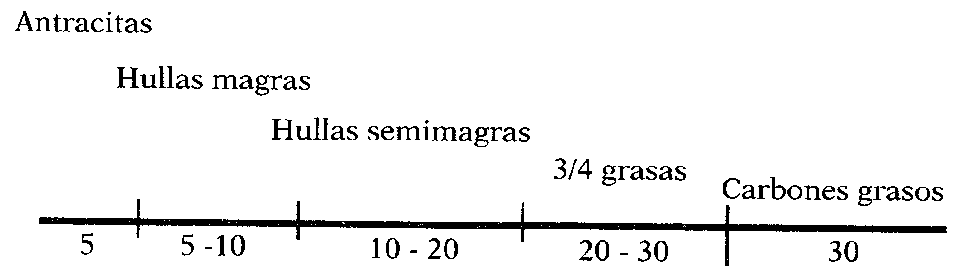 Antracitas
Hullas magras
Hullas semimagras
3/4 grasas
Carbones grasos
5 5 -10 10 - 20 20 - 30 30